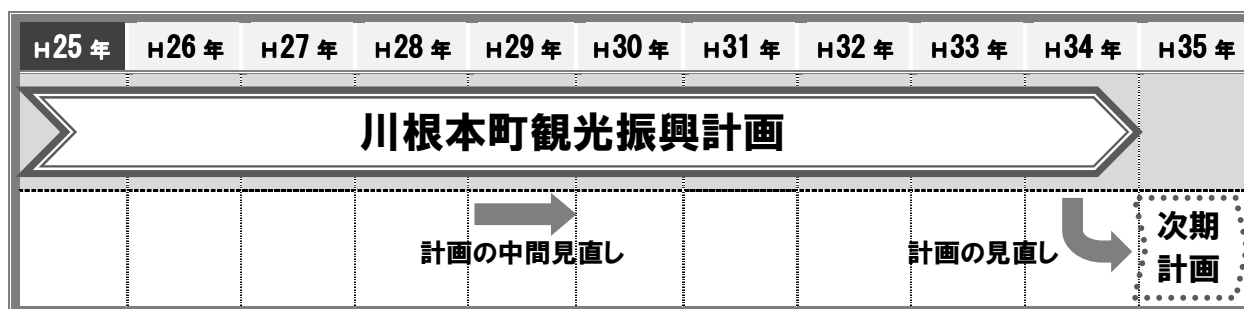 H25年 H26年 H27年 H28年 H29年 H30年 H31年 H32年 H33年 H34年 H35年
川根本町観光振興計画
計画の中間見直し 計画の見直し
次期
計画